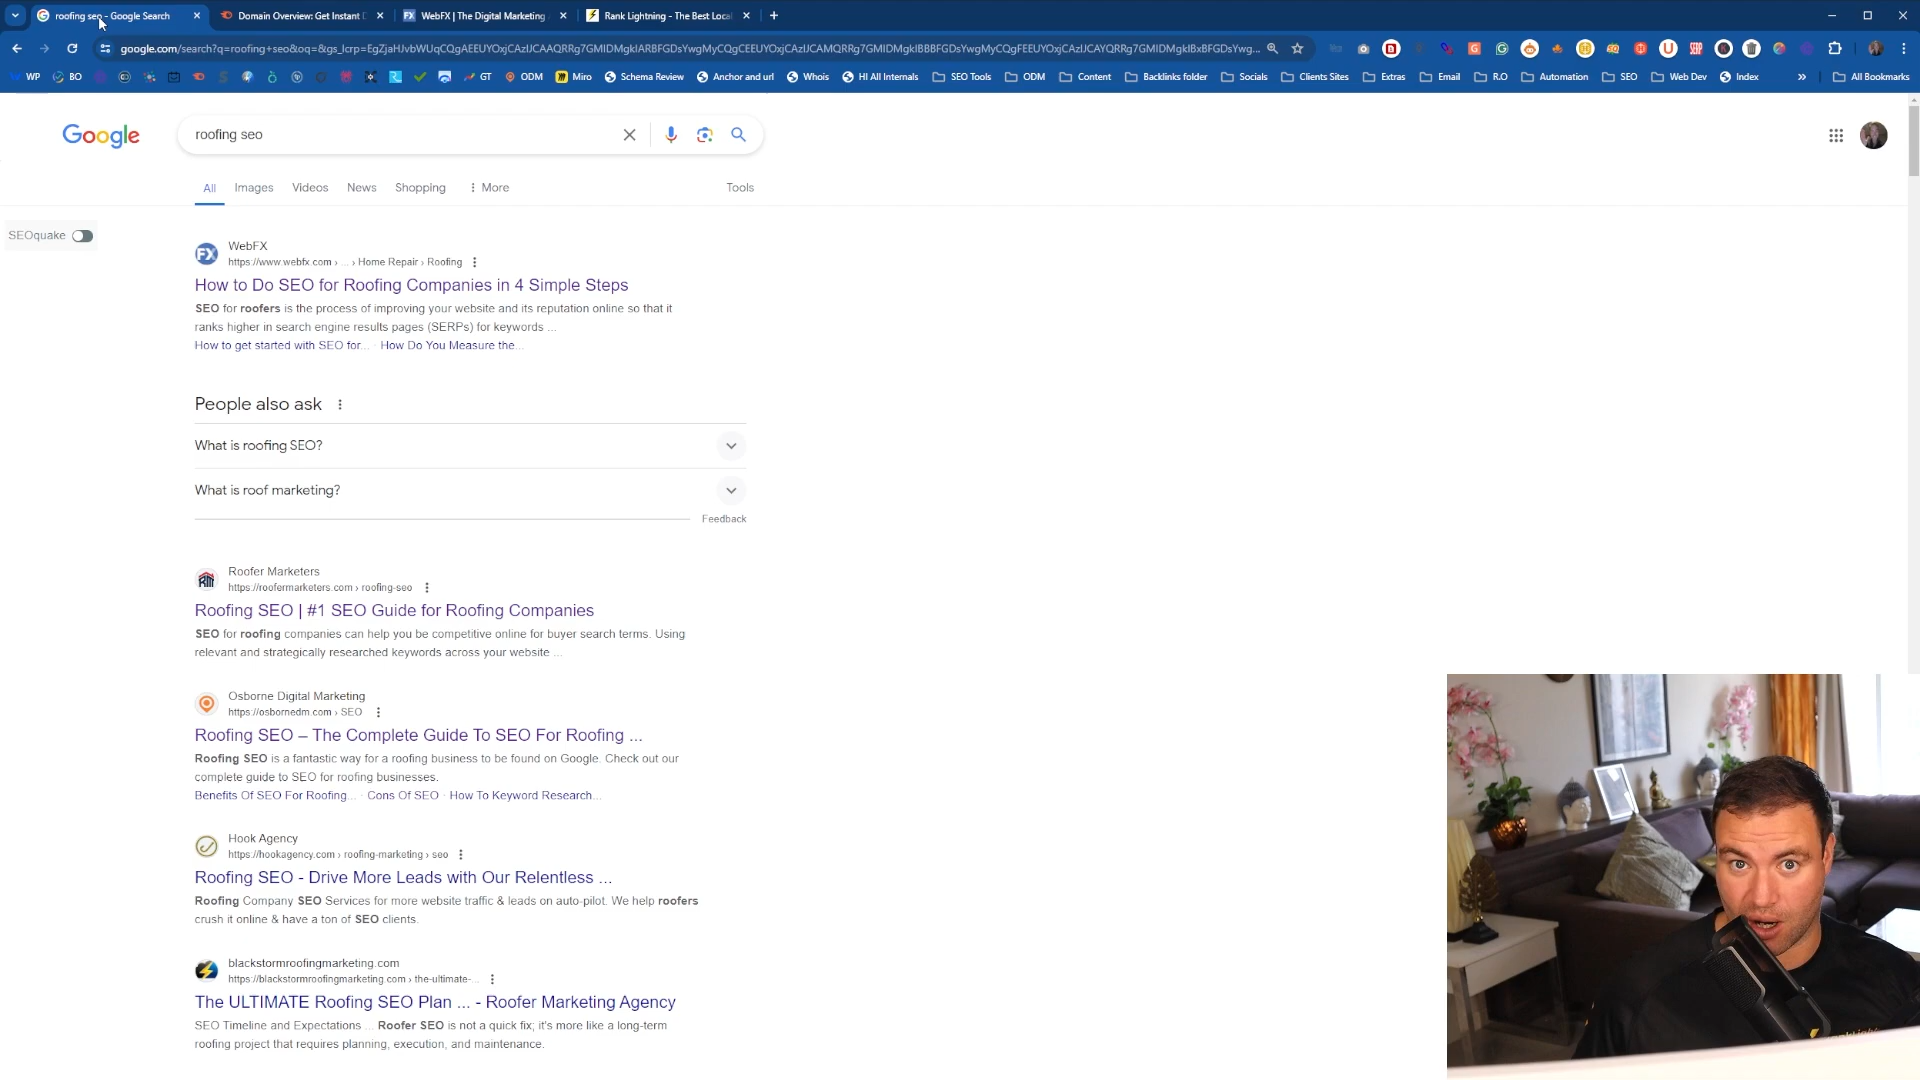 roofing seo - Google Search
Domain Overview: Get Instant D
WebFX | The Digital Marketing
Rank Lightning - The Best Local
google.com/search?q=roofing+seo&oq=&gs_lcrp=EgZjaHJvbWUqCQgAEEUYOxjCAzIJCAAQRRg7GMIDMgkIARBFGDsYwgMyCQgCEEUYOxjCAzIJCAMQRRg7GMIDMgkIBBBFGDsYwgMyCQgFEEUYOxjCAzIJCAYQRRg7GMIDMgkIBxBFGDsYwg...
WP BO GT ODM Miro Schema Review Anchor and url Whois HI All Internals SEO Tools ODM Content Backlinks folder Socials Clients Sites Extras Email R.O Automation SEO Web Dev Index All Bookmarks
Google
roofing seo
All Images Videos News Shopping More Tools
SEOquake
WebFX
https://www.webfx.com › ... › Home Repair › Roofing
How to Do SEO for Roofing Companies in 4 Simple Steps
SEO for roofers is the process of improving your website and its reputation online so that it
ranks higher in search engine results pages (SERPs) for keywords ...
How to get started with SEO for... · How Do You Measure the...
People also ask
What is roofing SEO?
What is roof marketing?
Feedback
Roofer Marketers
https://roofermarketers.com › roofing-seo
Roofing SEO | #1 SEO Guide for Roofing Companies
SEO for roofing companies can help you be competitive online for buyer search terms. Using
relevant and strategically researched keywords across your website ...
Osborne Digital Marketing
https://osbornedm.com › SEO
Roofing SEO – The Complete Guide To SEO For Roofing ...
Roofing SEO is a fantastic way for a roofing business to be found on Google. Check out our
complete guide to SEO for roofing businesses.
Benefits Of SEO For Roofing... · Cons Of SEO · How To Keyword Research...
Hook Agency
https://hookagency.com › roofing-marketing › seo
Roofing SEO - Drive More Leads with Our Relentless ...
Roofing Company SEO Services for more website traffic & leads on auto-pilot. We help roofers
crush it online & have a ton of SEO clients.
blackstormroofingmarketing.com
https://blackstormroofingmarketing.com › the-ultimate-...
The ULTIMATE Roofing SEO Plan ... - Roofer Marketing Agency
SEO Timeline and Expectations ... Roofer SEO is not a quick fix; it's more like a long-term
roofing project that requires planning, execution, and maintenance.